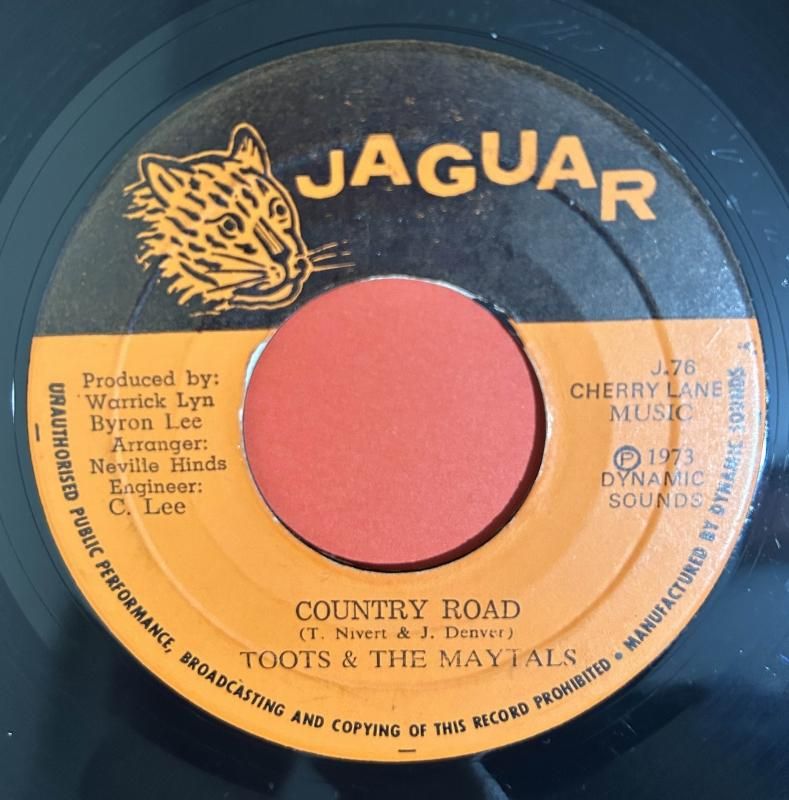 JAGUAR
Produced by:
Warrick Lyn
Byron Lee
Arranger:
Neville Hinds
Engineer:
C. Lee
J.76
CHERRY LANE
MUSIC
Ⓟ 1973
DYNAMIC
SOUNDS
COUNTRY ROAD
(T. Nivert & J. Denver)
TOOTS & THE MAYTALS
UNAUTHORISED PUBLIC PERFORMANCE, BROADCASTING AND COPYING OF THIS RECORD PROHIBITED • MANUFACTURED BY DYNAMIC SOUNDS